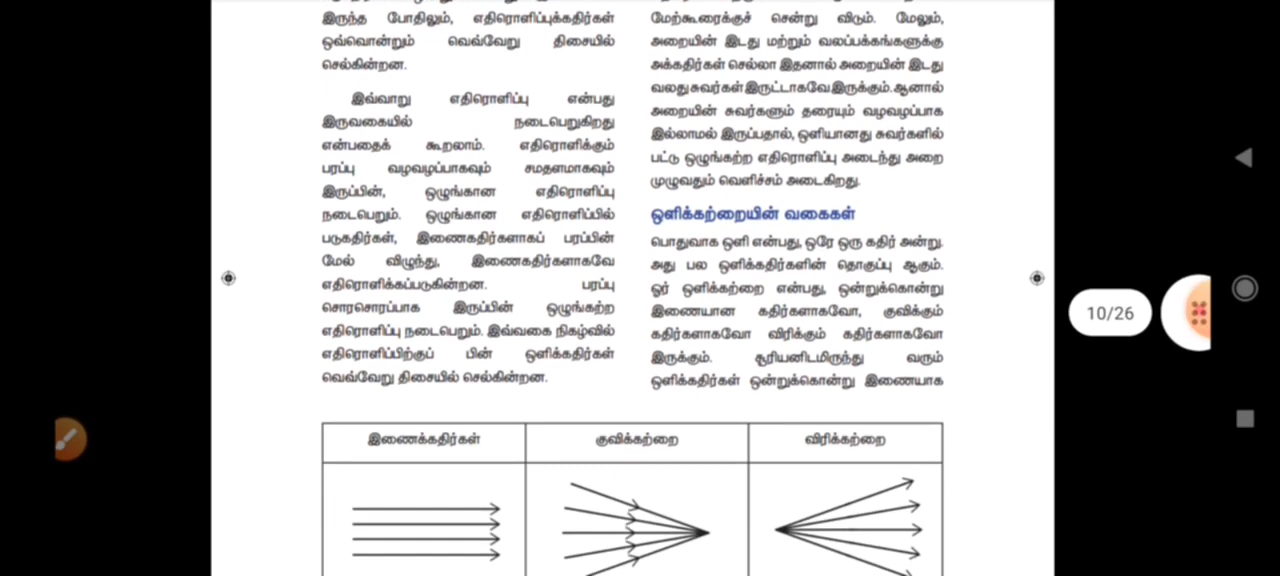 இருந்த போதிலும், எதிரொளிப்புக்கதிர்கள்
ஒவ்வொன்றும் வெவ்வேறு திசையில்
செல்கின்றன.
இவ்வாறு எதிரொளிப்பு என்பது
இருவகையில் நடைபெறுகிறது
என்பதைக் கூறலாம். எதிரொளிக்கும்
பரப்பு வழவழப்பாகவும் சமதளமாகவும்
இருப்பின், ஒழுங்கான எதிரொளிப்பு
நடைபெறும். ஒழுங்கான எதிரொளிப்பில்
படுகதிர்கள், இணைகதிர்களாகப் பரப்பின்
மேல் விழுந்து, இணைகதிர்களாகவே
எதிரொளிக்கப்படுகின்றன. பரப்பு
சொரசொரப்பாக இருப்பின் ஒழுங்கற்ற
எதிரொளிப்பு நடைபெறும். இவ்வகை நிகழ்வில்
எதிரொளிப்பிற்குப் பின் ஒளிக்கதிர்கள்
வெவ்வேறு திசையில் செல்கின்றன.
மேற்கூரைக்குச் சென்று விடும். மேலும்,
அறையின் இடது மற்றும் வலப்பக்கங்களுக்கு
அக்கதிர்கள் செல்லா இதனால் அறையின் இடது
வலது சுவர்கள் இருட்டாகவே இருக்கும். ஆனால்
அறையின் சுவர்களும் தரையும் வழவழப்பாக
இல்லாமல் இருப்பதால், ஒளியானது சுவர்களில்
பட்டு ஒழுங்கற்ற எதிரொளிப்பு அடைந்து அறை
முழுவதும் வெளிச்சம் அடைகிறது.
ஒளிக்கற்றையின் வகைகள்
பொதுவாக ஒளி என்பது, ஒரே ஒரு கதிர் அன்று.
அது பல ஒளிக்கதிர்களின் தொகுப்பு ஆகும்.
ஓர் ஒளிக்கற்றை என்பது, ஒன்றுக்கொன்று
இணையான கதிர்களாகவோ, குவிக்கும்
கதிர்களாகவோ விரிக்கும் கதிர்களாகவோ
இருக்கும். சூரியனிடமிருந்து வரும்
ஒளிக்கதிர்கள் ஒன்றுக்கொன்று இணையாக
இணைக்கதிர்கள்
குவிக்கற்றை
விரிக்கற்றை
10/26